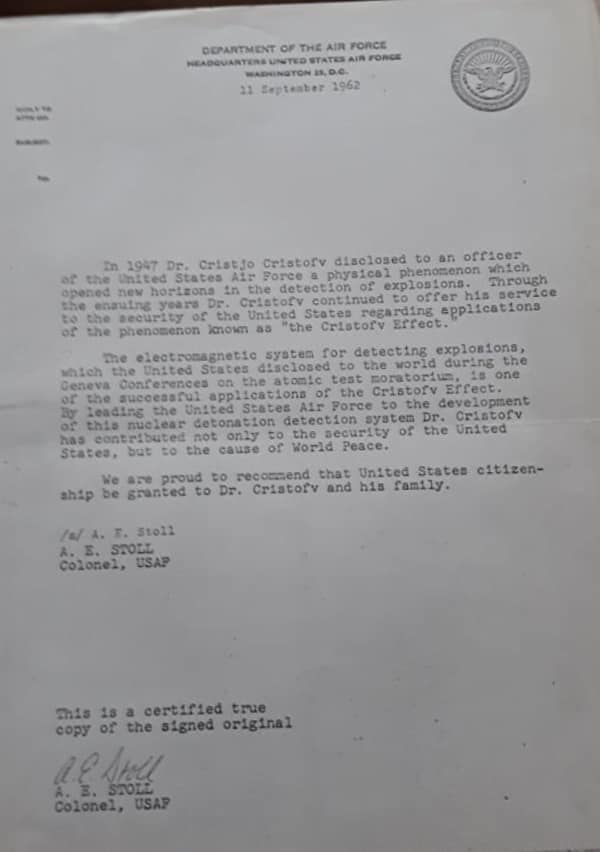 DEPARTMENT OF THE AIR FORCE
HEADQUARTERS UNITED STATES AIR FORCE
WASHINGTON 25, D.C.
11 September 1962
REPLY TO
ATTN OF:
SUBJECT:
TO:
In 1947 Dr. Cristjo Cristofv disclosed to an officer
of the United States Air Force a physical phenomenon which
opened new horizons in the detection of explosions. Through
the ensuing years Dr. Cristofv continued to offer his service
to the security of the United States regarding applications
of the phenomenon known as "the Cristofv Effect."
The electromagnetic system for detecting explosions,
which the United States disclosed to the world during the
Geneva Conferences on the atomic test moratorium, is one
of the successful applications of the Cristofv Effect.
By leading the United States Air Force to the development
of this nuclear detonation detection system Dr. Cristofv
has contributed not only to the security of the United
States, but to the cause of World Peace.
We are proud to recommend that United States citizen-
ship be granted to Dr. Cristofv and his family.
/s/ A. E. Stoll
A. E. STOLL
Colonel, USAF
This is a certified true
copy of the signed original
A. E. Stoll
A. E. STOLL
Colonel, USAF